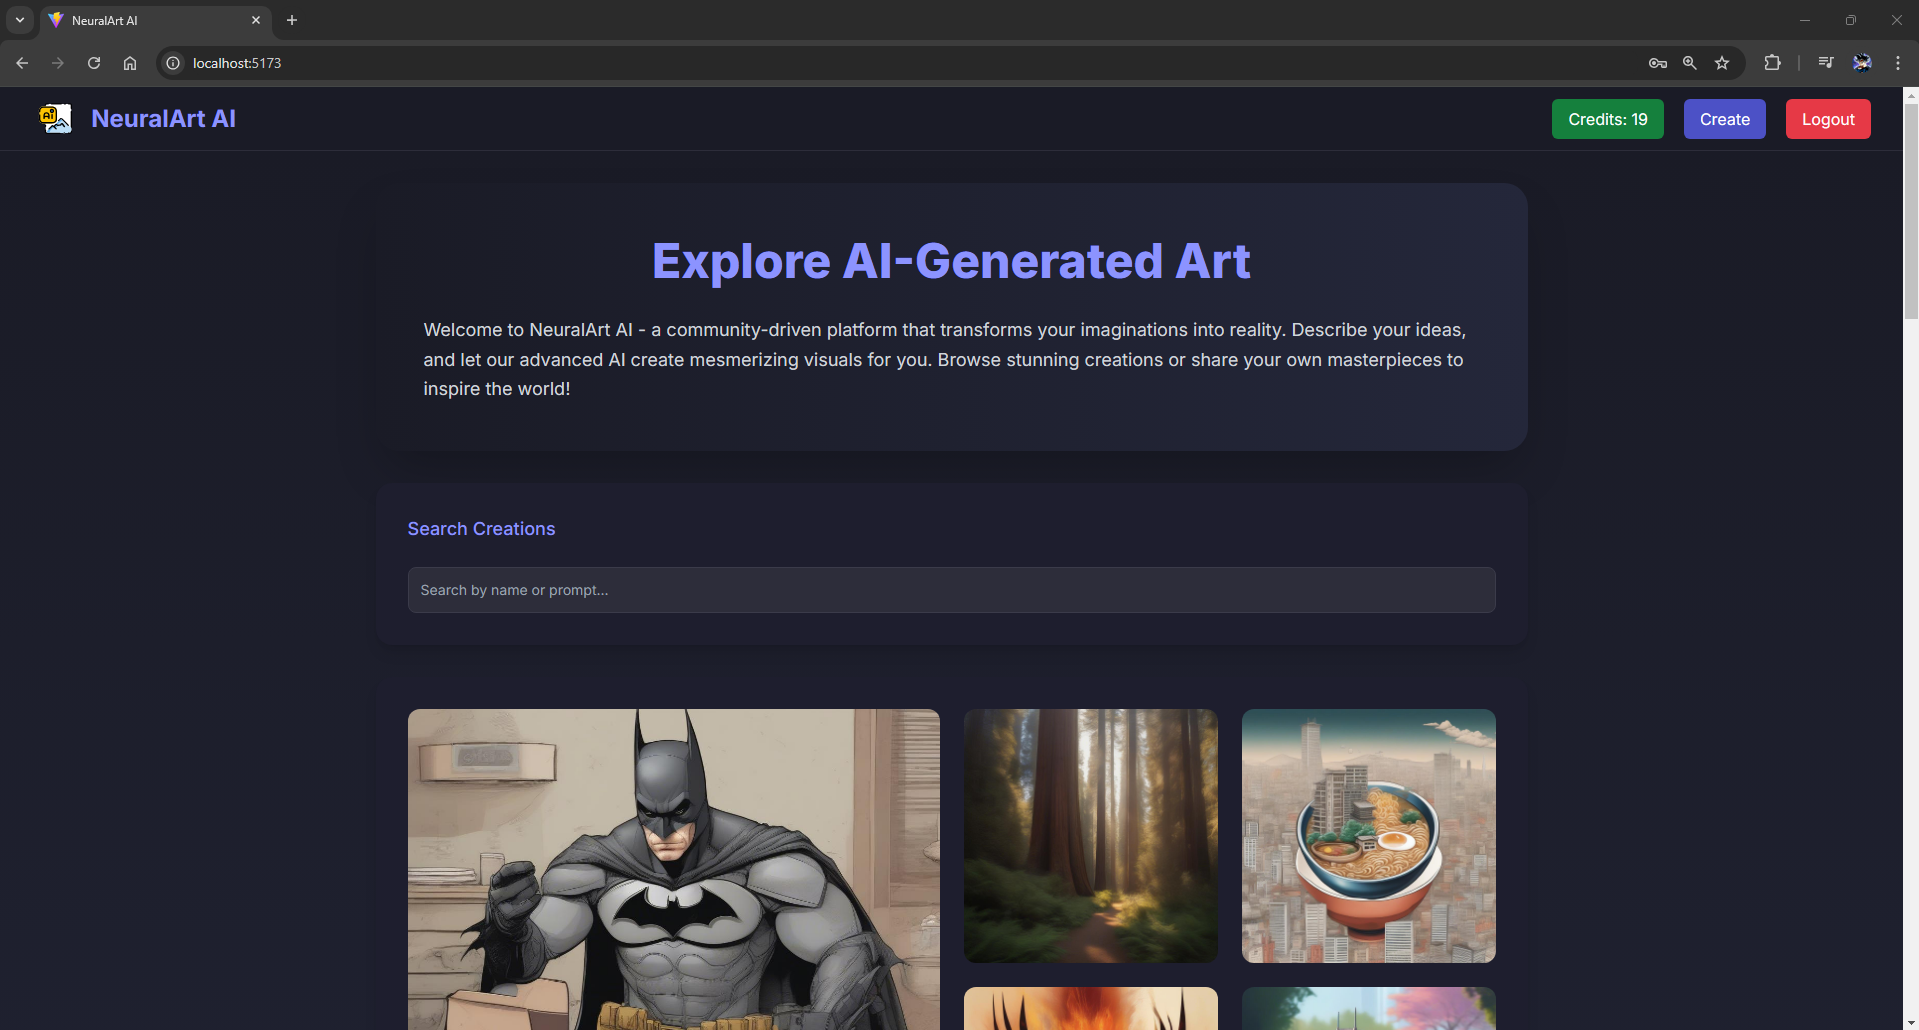 NeuralArt AI
localhost:5173
Ai
NeuralArt AI
Credits: 19
Create
Logout
Explore AI-Generated Art
Welcome to NeuralArt AI - a community-driven platform that transforms your imaginations into reality. Describe your ideas,
and let our advanced AI create mesmerizing visuals for you. Browse stunning creations or share your own masterpieces to
inspire the world!
Search Creations
Search by name or prompt...